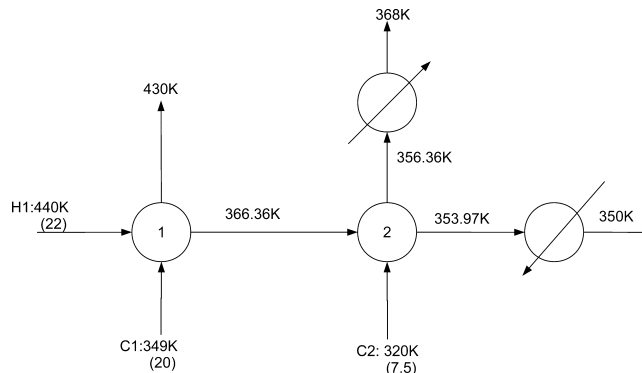 368K
430K
356.36K
H1:440K
(22)
366.36K
353.97K
350K
1
2
C1:349K
(20)
C2: 320K
(7.5)